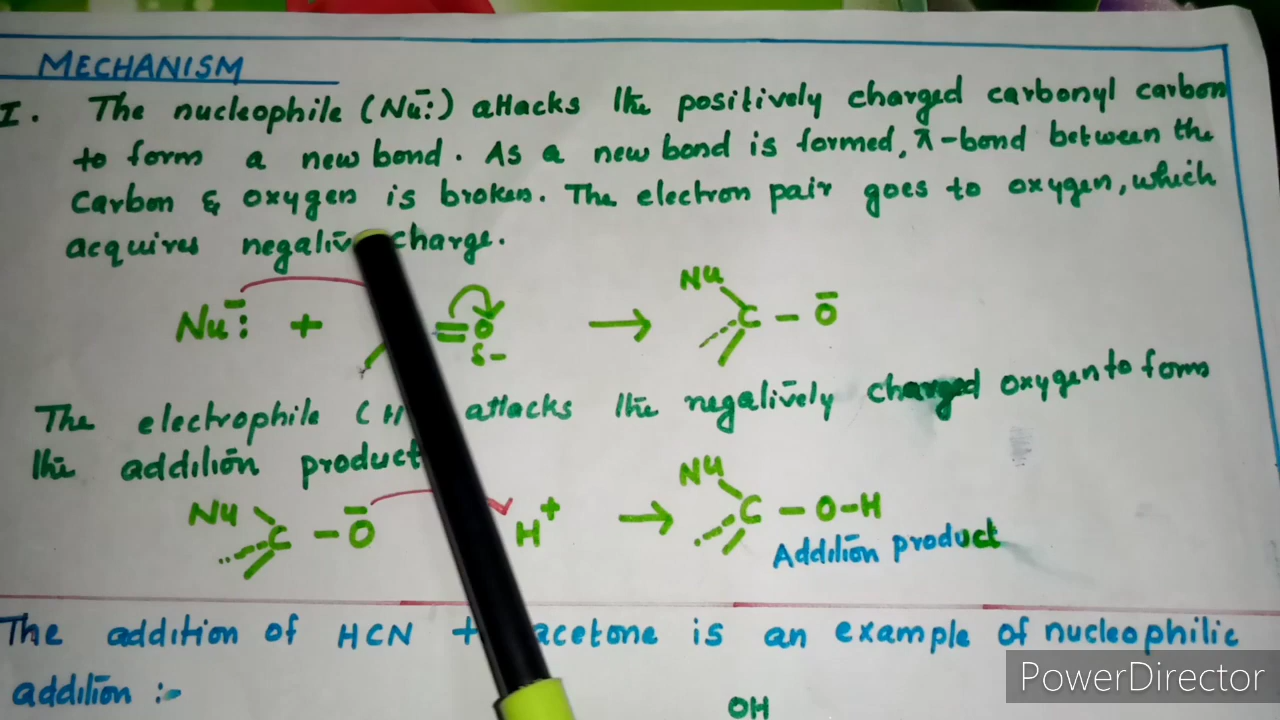 MECHANISM
I. The nucleophile (Nu:̄) attacks the positively charged carbonyl carbon
to form a new bond. As a new bond is formed, π-bond between the
carbon & oxygen is broken. The electron pair goes to oxygen, which
acquires negative charge.
Nu:̄ + =O → Nu C - Ō
δ-
The electrophile (H attacks the negatively charged oxygen to form
the addition product
Nu C - Ō H+ → Nu C - O-H
Addition product
The addition of HCN acetone is an example of nucleophilic
addition :-
OH
PowerDirector